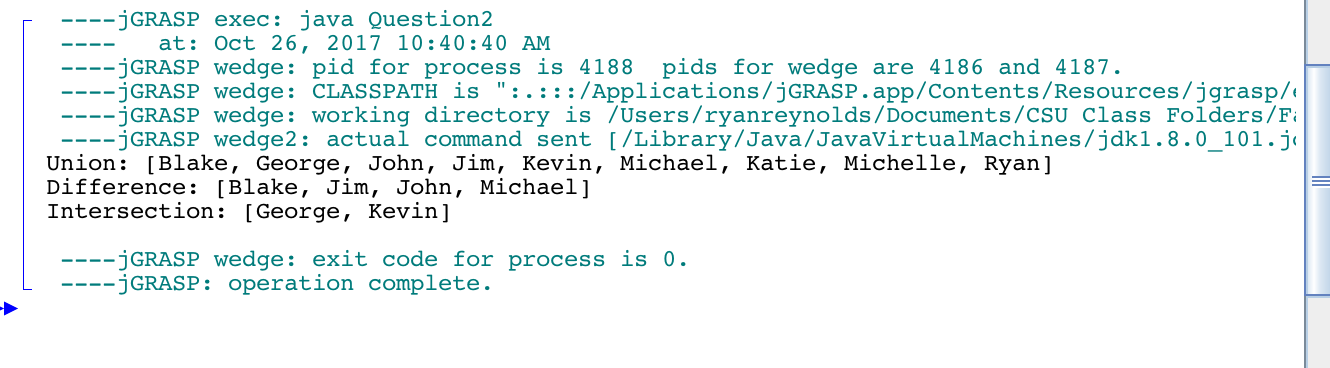 ----jGRASP exec: java Question2
----   at: Oct 26, 2017 10:40:40 AM
----jGRASP wedge: pid for process is 4188  pids for wedge are 4186 and 4187.
----jGRASP wedge: CLASSPATH is ":.:::/Applications/jGRASP.app/Contents/Resources/jgrasp/
----jGRASP wedge: working directory is /Users/ryanreynolds/Documents/CSU Class Folders/
----jGRASP wedge2: actual command sent [/Library/Java/JavaVirtualMachines/jdk1.8.0_101.
Union: [Blake, George, John, Jim, Kevin, Michael, Katie, Michelle, Ryan]
Difference: [Blake, Jim, John, Michael]
Intersection: [George, Kevin]
----jGRASP wedge: exit code for process is 0.
----jGRASP: operation complete.